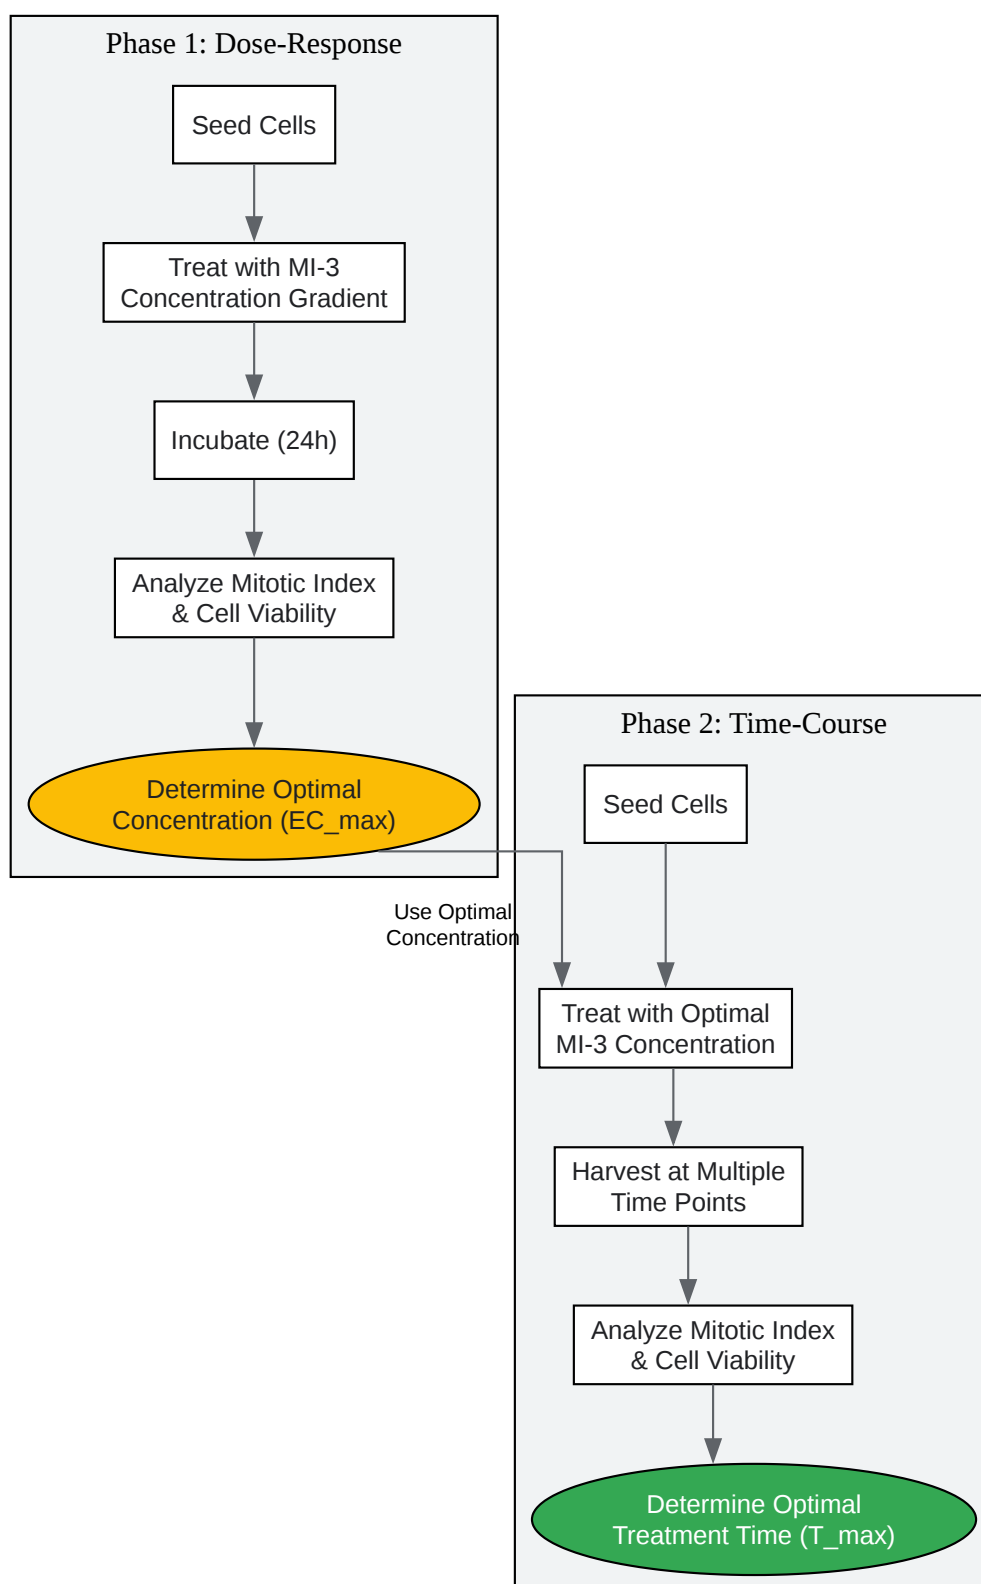 Phase 1: Dose-Response
Seed Cells
Treat with MI-3
Concentration Gradient
Incubate (24h)
Analyze Mitotic Index
& Cell Viability
Determine Optimal
Concentration (EC_max)
Use Optimal
Concentration
Phase 2: Time-Course
Seed Cells
Treat with Optimal
MI-3 Concentration
Harvest at Multiple
Time Points
Analyze Mitotic Index
& Cell Viability
Determine Optimal
Treatment Time (T_max)